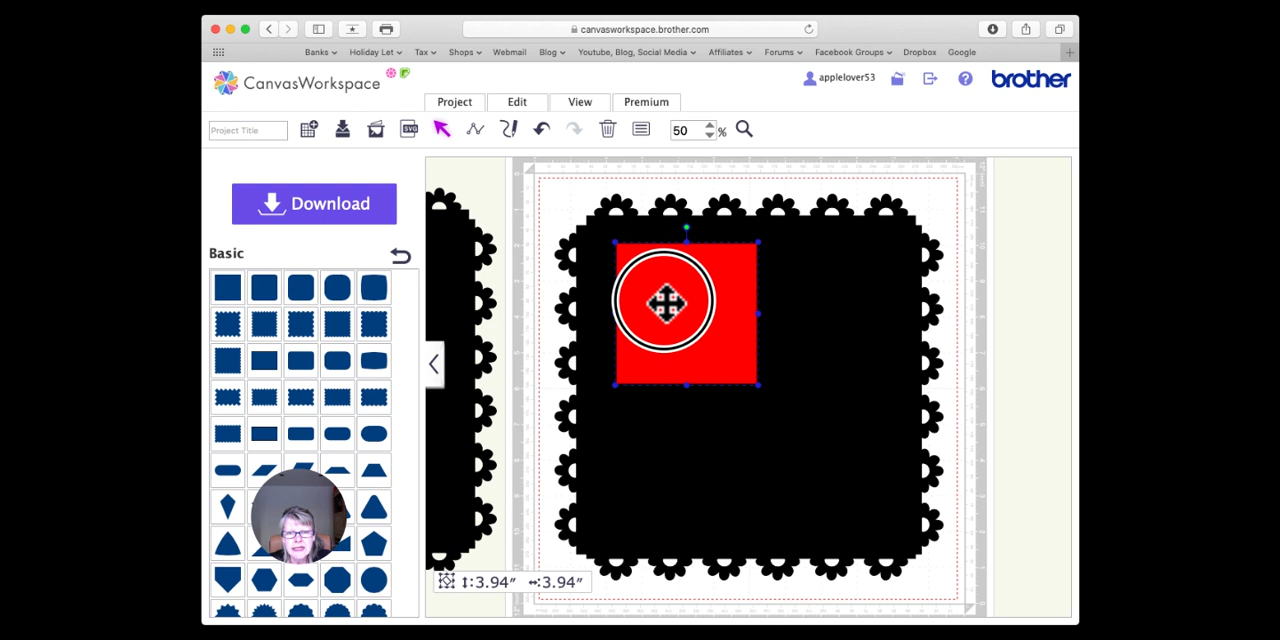 canvasworkspace.brother.com
Banks Holiday Let Tax Shops Webmail Blog Youtube, Blog, Social Media Affiliates Forums Facebook Groups Dropbox Google
CanvasWorkspace
applelover53
brother
Project Edit View Premium
Project Title
SVG
50 %
Download
Basic
3.94" 3.94"